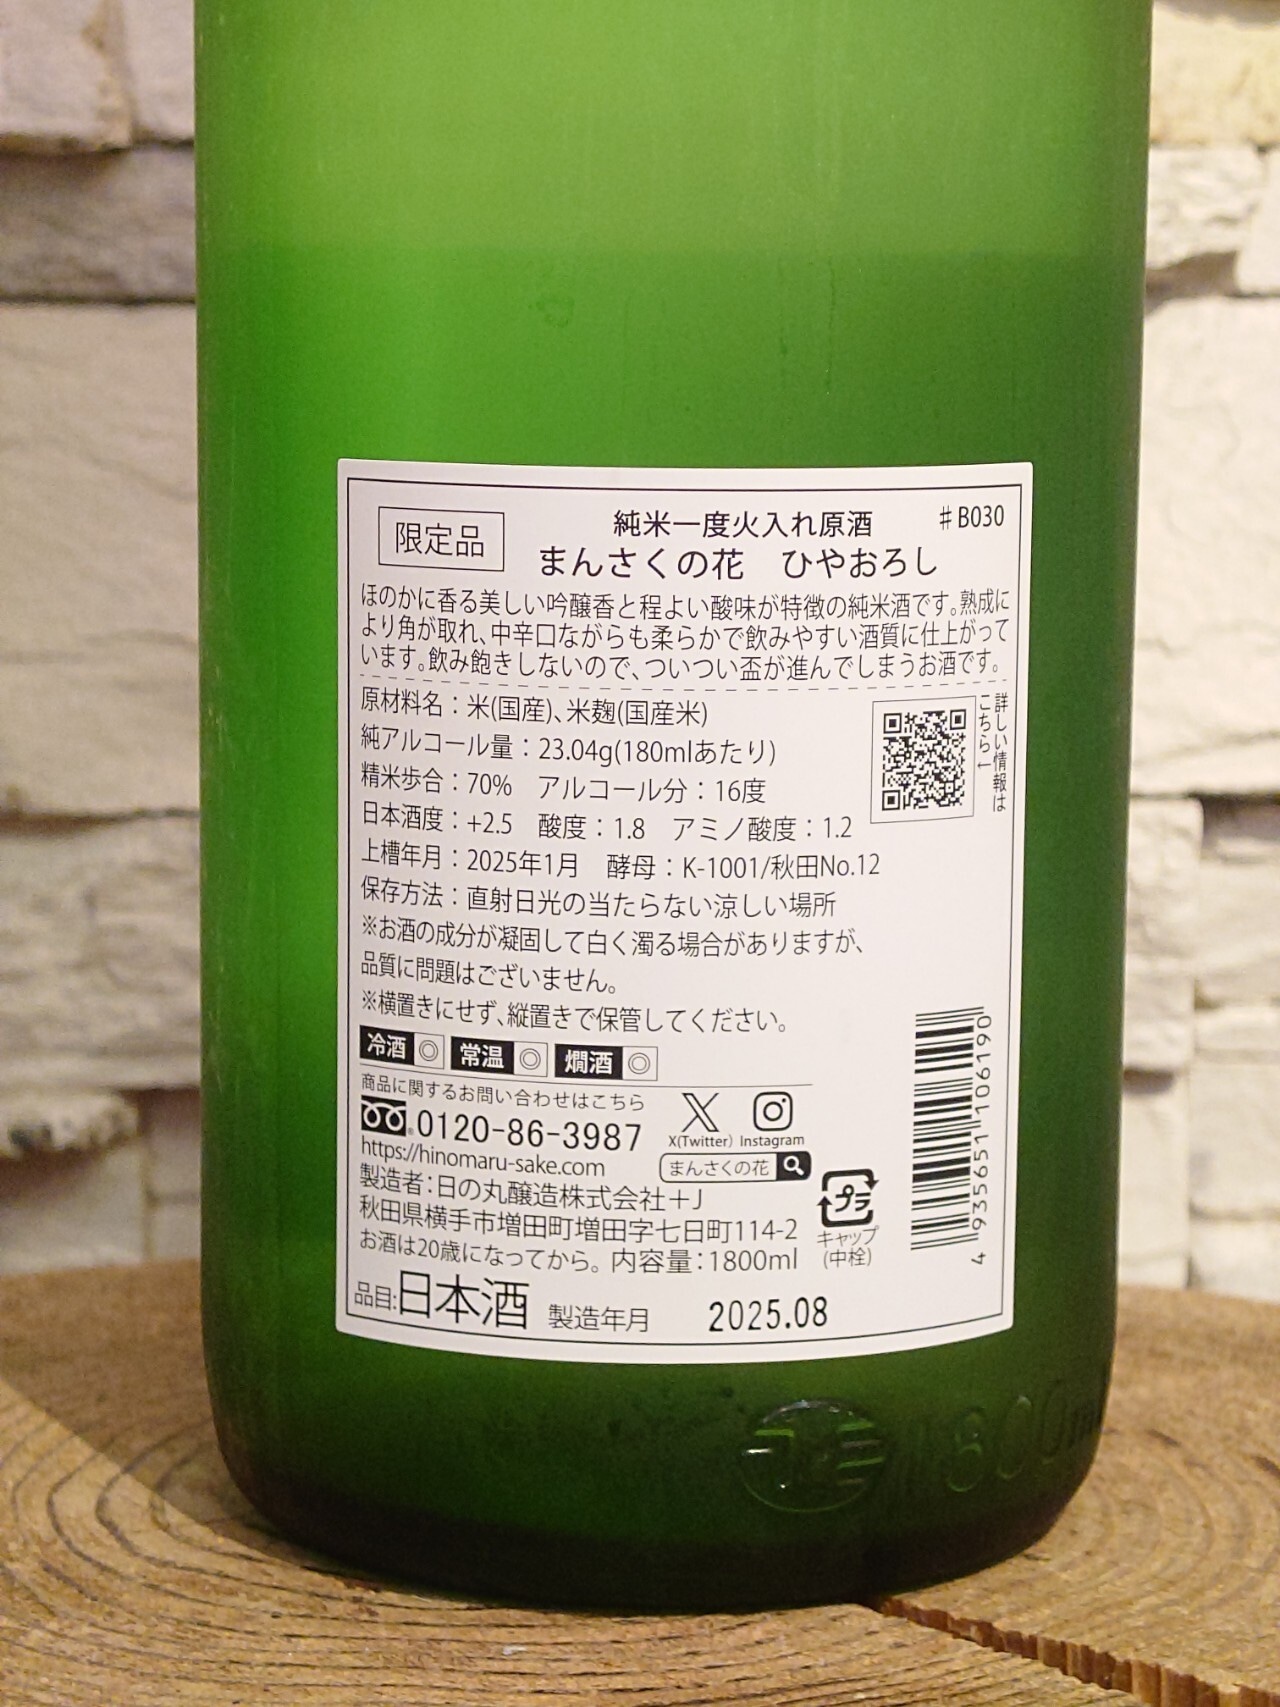 限定品
純米一度火入れ原酒
♯B030
まんさくの花 ひやおろし
ほのかに香る美しい吟醸香と程よい酸味が特徴の純米酒です。熟成に
より角が取れ、中辛口ながらも柔らかで飲みやすい酒質に仕上がって
います。飲み飽きしないので、ついつい盃が進んでしまうお酒です。
原材料名：米(国産)、米麹(国産米)
純アルコール量：23.04g(180mlあたり)
精米歩合：70% アルコール分：16度
日本酒度：+2.5 酸度：1.8 アミノ酸度：1.2
上槽年月：2025年1月 酵母：K-1001/秋田No.12
保存方法：直射日光の当たらない涼しい場所
※お酒の成分が凝固して白く濁る場合がありますが、
品質に問題はございません。
※横置きにせず、縦置きで保管してください。
詳しい情報は
こちら←
冷酒 ◎ 常温 ◎ 燗酒 ◎
商品に関するお問い合わせはこちら
0120-86-3987
https://hinomaru-sake.com
X(Twitter) Instagram
まんさくの花
製造者：日の丸醸造株式会社＋J
秋田県横手市増田町増田字七日町114-2
お酒は20歳になってから。 内容量：1800ml
プラ
キャップ
(中栓)
4 935651 106190
品目:日本酒 製造年月 2025.08
1800ml